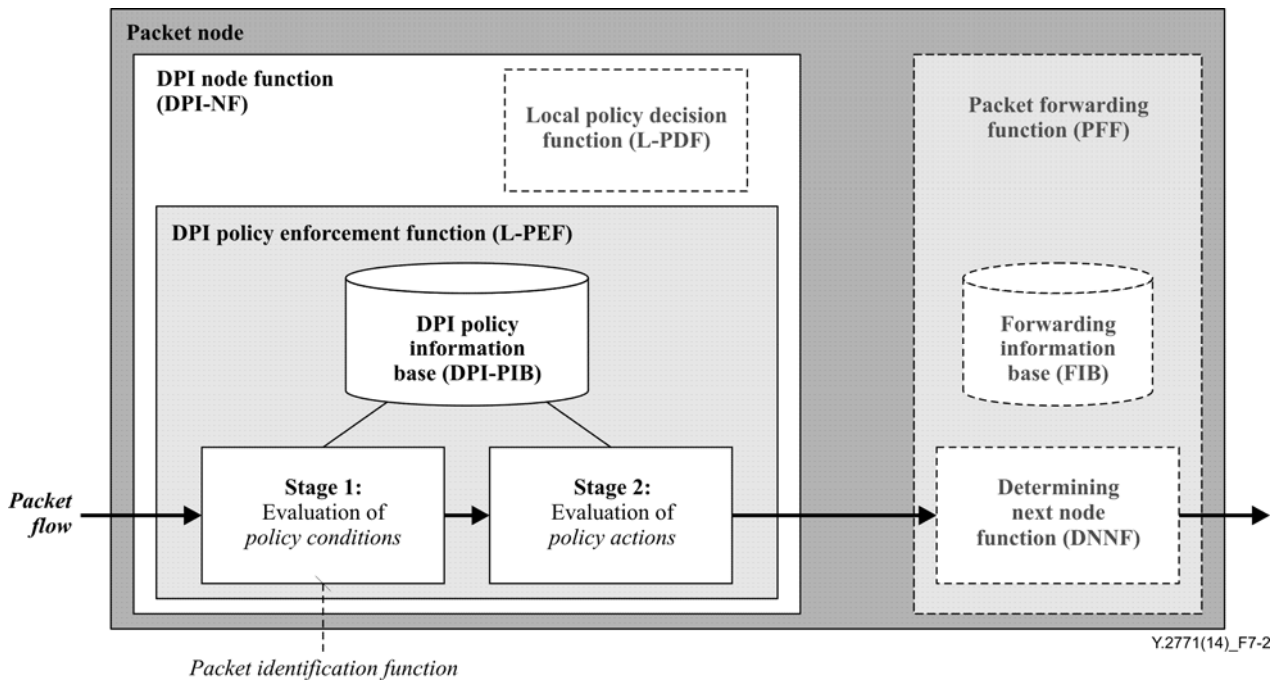 Packet node
DPI node function
(DPI-NF)
Local policy decision
function (L-PDF)
Packet forwarding
function (PFF)
DPI policy enforcement function (L-PEF)
DPI policy
information
base (DPI-PIB)
Forwarding
information
base (FIB)
Packet
flow
Stage 1:
Evaluation of
policy conditions
Stage 2:
Evaluation of
policy actions
Determining
next node
function (DNNF)
Y.2771(14)_F7-2
Packet identification function